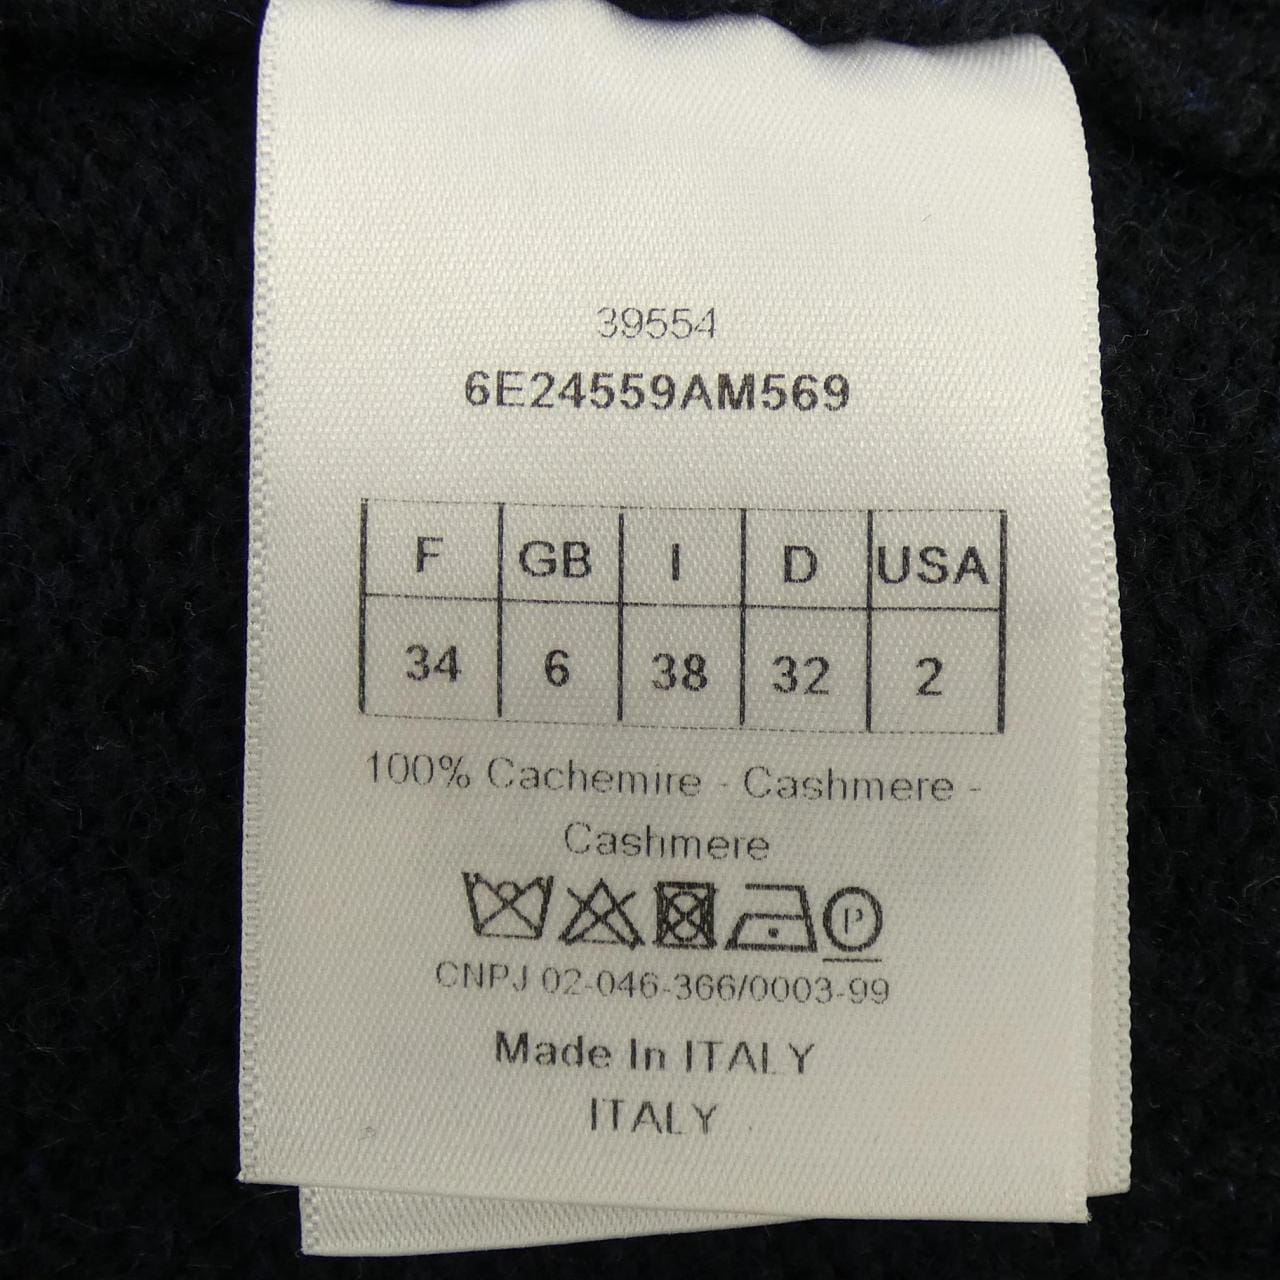 39554
6E24559AM569
F GB I D USA
34 6 38 32 2
100% Cachemire - Cashmere -
Cashmere
P
CNPJ 02-046-366/0003-99
Made In ITALY
ITALY